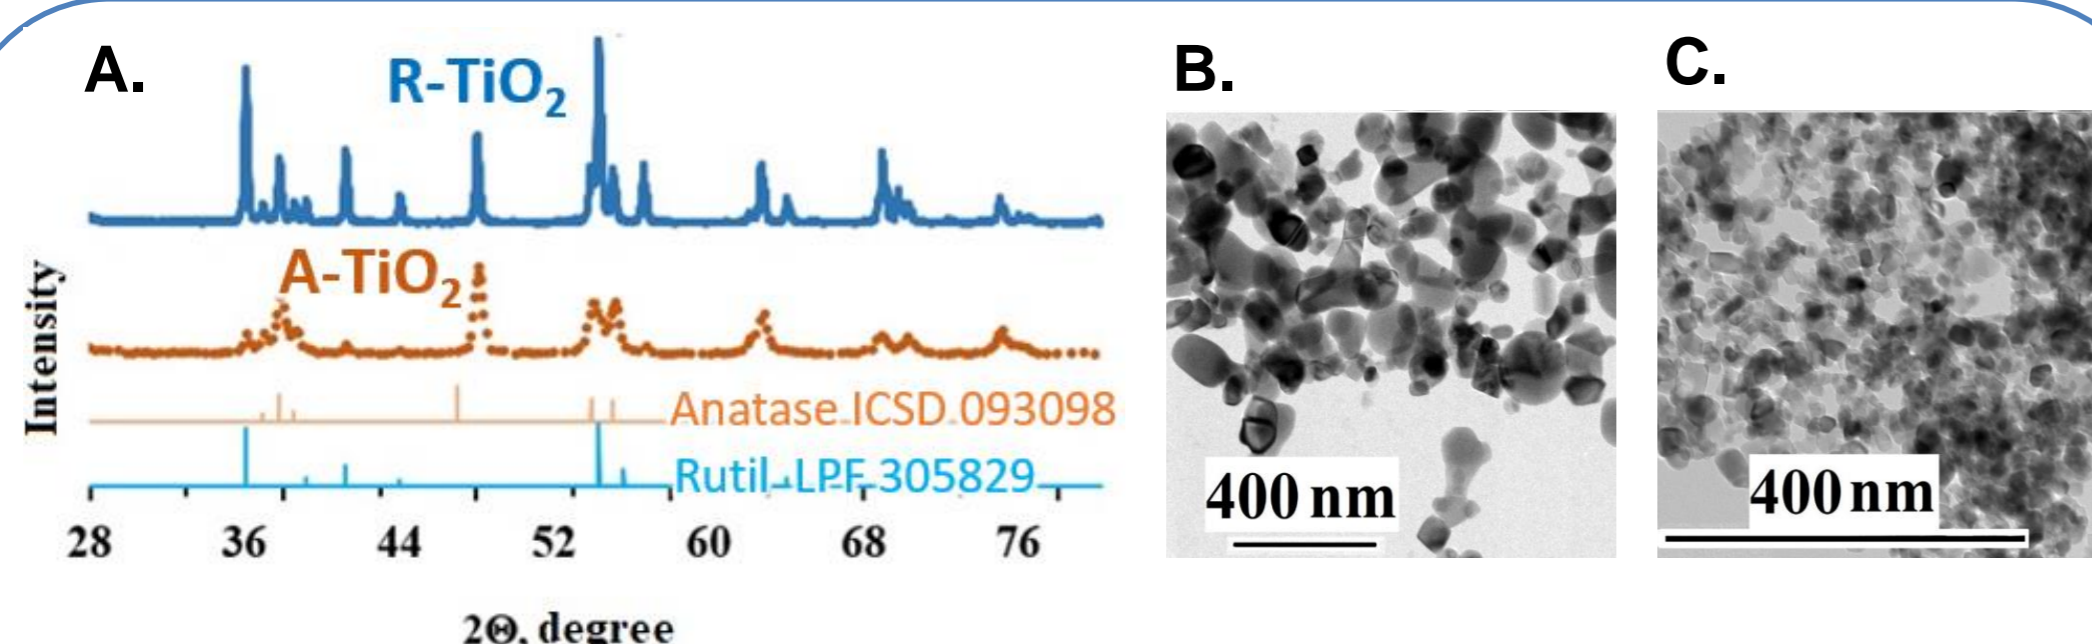 A.
R-TiO2
A-TiO2
Intensity
Anatase ICSD 093098
Rutil LPF 305829
28 36 44 52 60 68 76
2Θ, degree
B.
400 nm
C.
400 nm